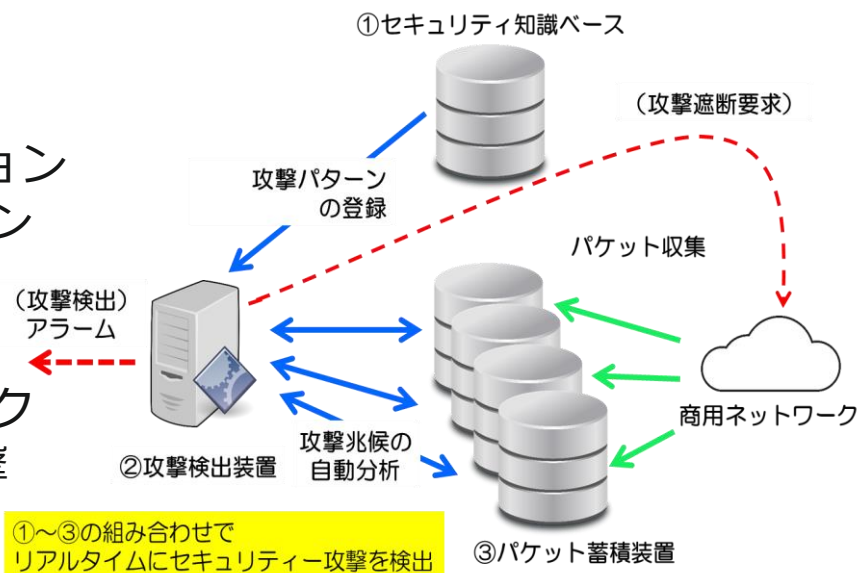 ①セキュリティ知識ベース
（攻撃遮断要求）
ョン
ン
攻撃パターン
の登録
パケット収集
（攻撃検出）
アラーム
ク
商用ネットワーク
②攻撃検出装置
攻撃兆候の
自動分析
①～③の組み合わせで
リアルタイムにセキュリティー攻撃を検出
③パケット蓄積装置